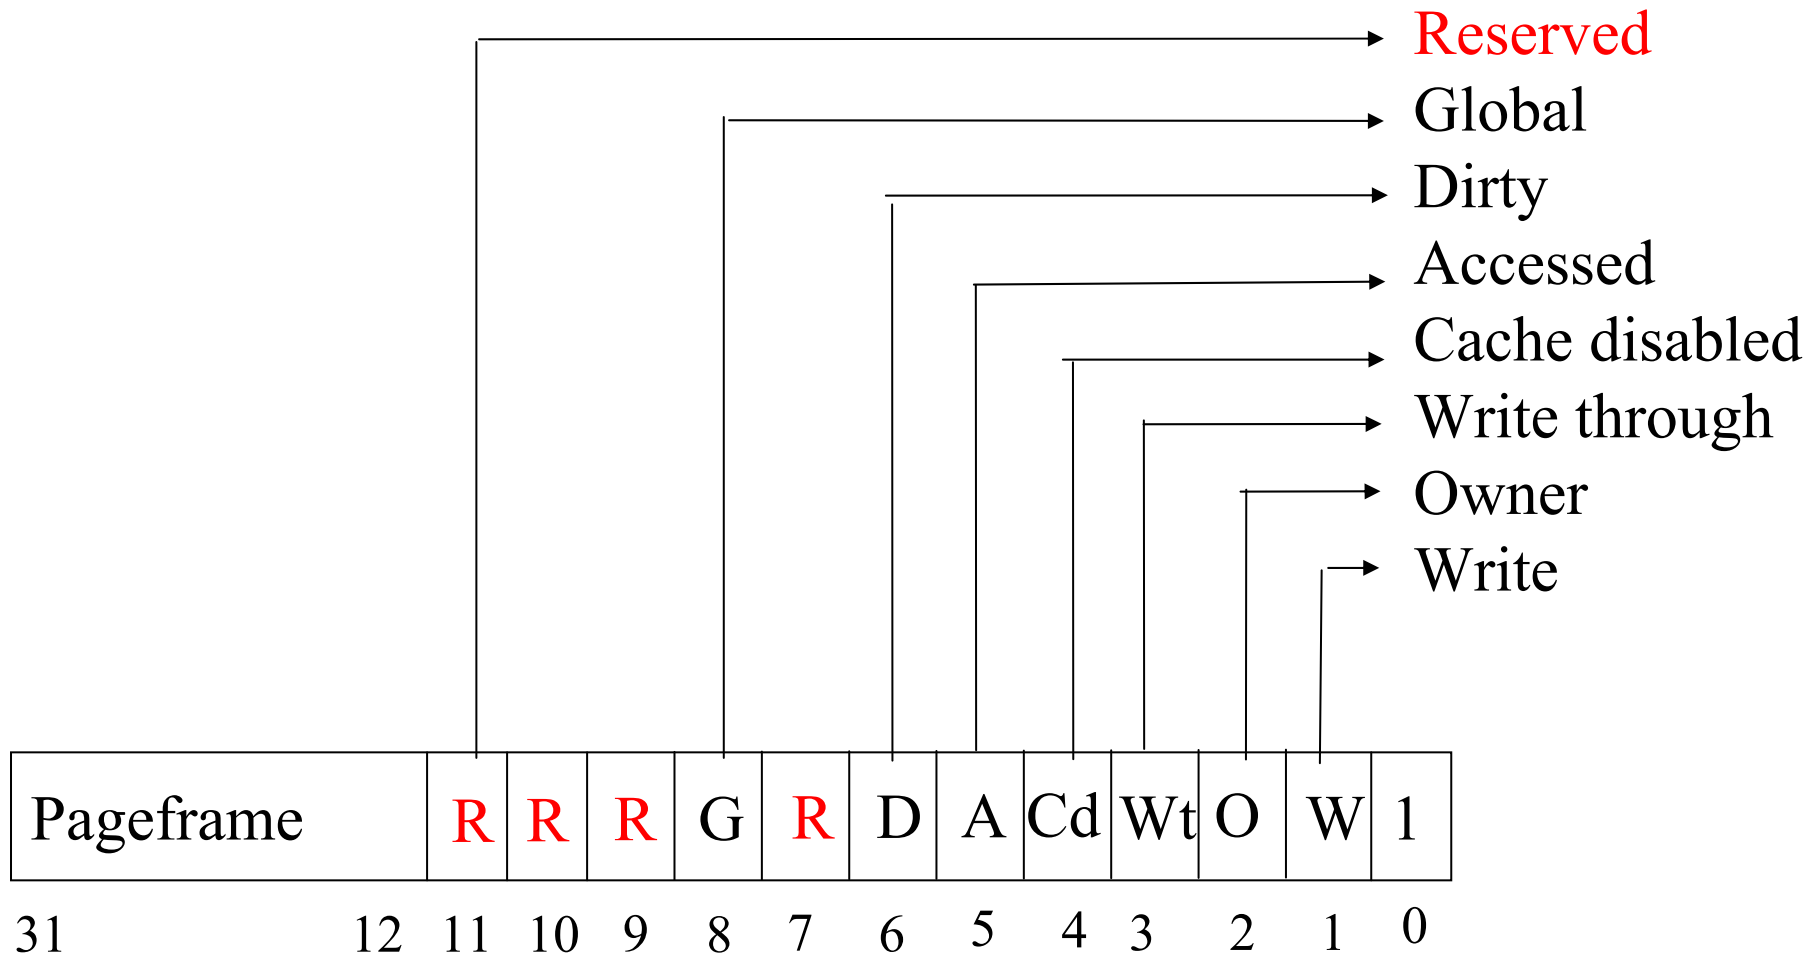 Reserved
Global
Dirty
Accessed
Cache disabled
Write through
Owner
Write
Pageframe R R R G R D A Cd Wt O W 1
31 12 11 10 9 8 7 6 5 4 3 2 1 0